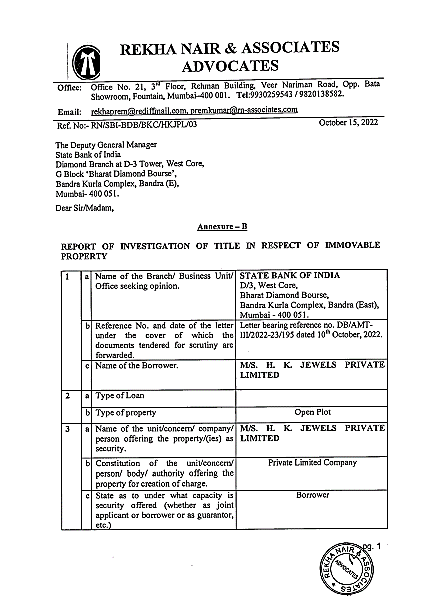 REKHA NAIR & ASSOCIATES
ADVOCATES
Office: Office No. 21, 3rd Floor, Rehman Building, Veer Nariman Road, Opp. Bata
Showroom, Fountain, Mumbai-400 001. Tel:9930259543 / 9820138582.
Email: rekhaprem@rediffmail.com, premkumar@rn-associates.com
Ref. No:- RN/SBI-BDB/BKC/HKJPL/03 October 15, 2022
The Deputy General Manager
State Bank of India
Diamond Branch at D-3 Tower, West Core,
G Block "Bharat Diamond Bourse",
Bandra Kurla Complex, Bandra (E),
Mumbai- 400 051.
Dear Sir/Madam,
Annexure – B
REPORT OF INVESTIGATION OF TITLE IN RESPECT OF IMMOVABLE
PROPERTY
1 a Name of the Branch/ Business Unit/ STATE BANK OF INDIA
Office seeking opinion. D/3, West Core,
Bharat Diamond Bourse,
Bandra Kurla Complex, Bandra (East),
Mumbai - 400 051.
b Reference No. and date of the letter Letter bearing reference no. DB/AMT-
under the cover of which the III/2022-23/195 dated 10th October, 2022.
documents tendered for scrutiny are
forwarded.
c Name of the Borrower. M/S. H. K. JEWELS PRIVATE
LIMITED
2 a Type of Loan
b Type of property Open Plot
3 a Name of the unit/concern/ company/ M/S. H. K. JEWELS PRIVATE
person offering the property/(ies) as LIMITED
security.
b Constitution of the unit/concern/ Private Limited Company
person/ body/ authority offering the
property for creation of charge.
c State as to under what capacity is Borrower
security offered (whether as joint
applicant or borrower or as guarantor,
etc.)
pg. 1
REKHA NAIR & ASSOCIATES
ADVOCATES